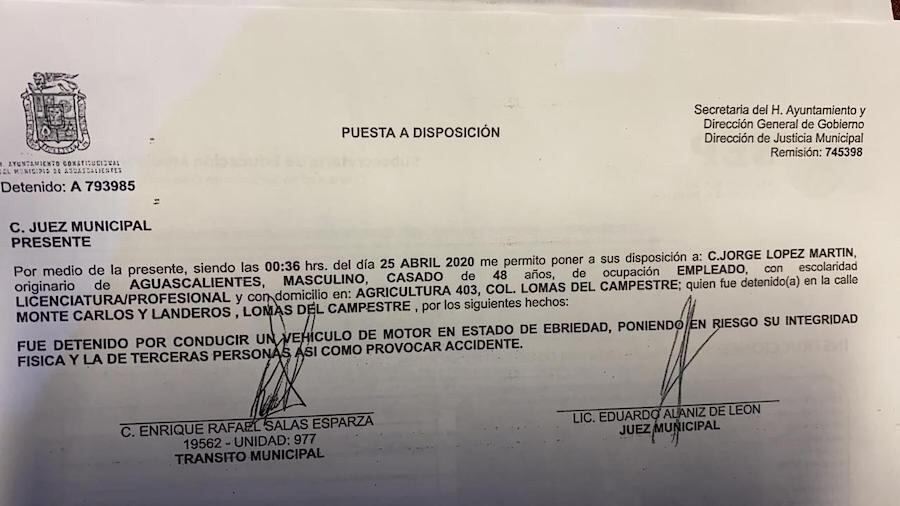 Secretaria del H. Ayuntamiento y
Dirección General de Gobierno
Dirección de Justicia Municipal
Remisión: 745398
PUESTA A DISPOSICIÓN
H. AYUNTAMIENTO CONSTITUCIONAL
DEL MUNICIPIO DE AGUASCALIENTES
Detenido: A 793985
C. JUEZ MUNICIPAL
PRESENTE
Por medio de la presente, siendo las 00:36 hrs. del día 25 ABRIL 2020 me permito poner a sus disposición a: C.JORGE LOPEZ MARTIN,
originario de AGUASCALIENTES, MASCULINO, CASADO de 48 años, de ocupación EMPLEADO, con escolaridad
LICENCIATURA/PROFESIONAL y con domicilio en: AGRICULTURA 403, COL. LOMAS DEL CAMPESTRE; quien fue detenido(a) en la calle
MONTE CARLOS Y LANDEROS , LOMAS DEL CAMPESTRE , por los siguientes hechos:
FUE DETENIDO POR CONDUCIR UN VEHICULO DE MOTOR EN ESTADO DE EBRIEDAD, PONIENDO EN RIESGO SU INTEGRIDAD
FISICA Y LA DE TERCERAS PERSONAS ASI COMO PROVOCAR ACCIDENTE.
C. ENRIQUE RAFAEL SALAS ESPARZA
19562 - UNIDAD: 977
TRANSITO MUNICIPAL
LIC. EDUARDO ALANIZ DE LEON
JUEZ MUNICIPAL